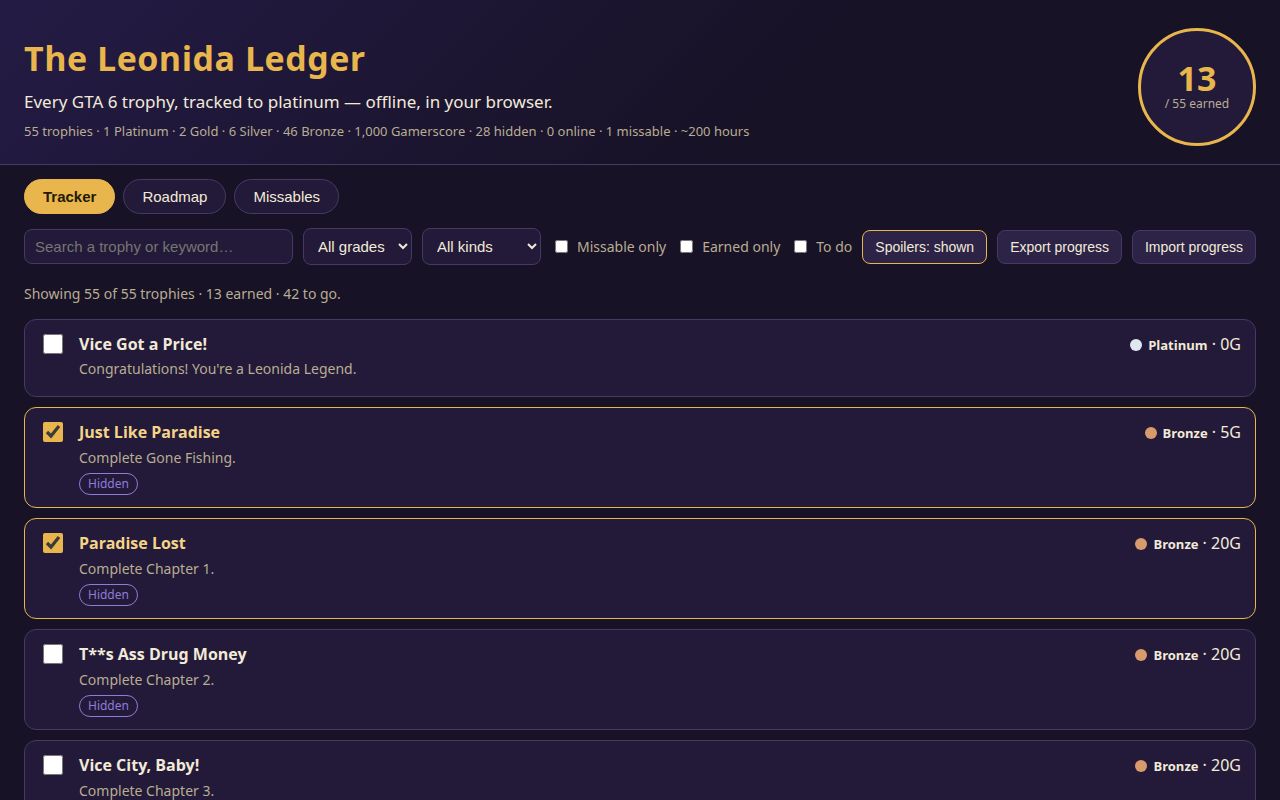 The Leonida Ledger
Every GTA 6 trophy, tracked to platinum — offline, in your browser.
55 trophies · 1 Platinum · 2 Gold · 6 Silver · 46 Bronze · 1,000 Gamerscore · 28 hidden · 0 online · 1 missable · ~200 hours
13
/ 55 earned
Tracker Roadmap Missables
Search a trophy or keyword… All grades All kinds Missable only Earned only To do Spoilers: shown Export progress Import progress
Showing 55 of 55 trophies · 13 earned · 42 to go.
Vice Got a Price! Platinum · 0G
Congratulations! You're a Leonida Legend.
Just Like Paradise Bronze · 5G
Complete Gone Fishing.
Hidden
Paradise Lost Bronze · 20G
Complete Chapter 1.
Hidden
T**s Ass Drug Money Bronze · 20G
Complete Chapter 2.
Hidden
Vice City, Baby! Bronze · 20G
Complete Chapter 3.